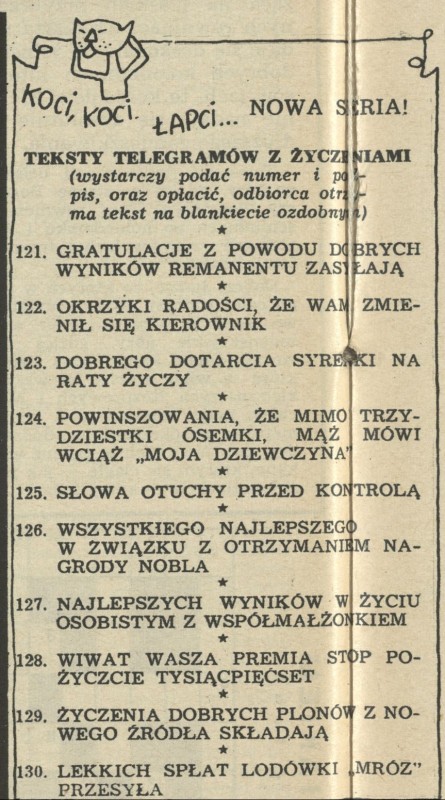 KOCI, KOCI. ŁAPCI... NOWA SERIA!
TEKSTY TELEGRAMÓW Z ŻYCZENIAMI
(wystarczy podać numer i pod-
pis, oraz opłacić, odbiorca otrzy-
ma tekst na blankiecie ozdobnym)
★
121. GRATULACJE Z POWODU DOBRYCH
WYNIKÓW REMANENTU ZASYŁAJĄ
★
122. OKRZYKI RADOŚCI, ŻE WAM ZMIE-
NIŁ SIĘ KIEROWNIK
★
123. DOBREGO DOTARCIA SYRENKI NA
RATY ŻYCZY
★
124. POWINSZOWANIA, ŻE MIMO TRZY-
DZIESTKI ÓSEMKI, MĄŻ MÓWI
WCIĄŻ „MOJA DZIEWCZYNA”
★
125. SŁOWA OTUCHY PRZED KONTROLĄ
★
126. WSZYSTKIEGO NAJLEPSZEGO
W ZWIĄZKU Z OTRZYMANIEM NA-
GRODY NOBLA
★
127. NAJLEPSZYCH WYNIKÓW W ŻYCIU
OSOBISTYM Z WSPÓŁMAŁŻONKIEM
★
128. WIWAT WASZA PREMIA STOP PO-
ŻYCZCIE TYSIĄCPIĘĆSET
★
129. ŻYCZENIA DOBRYCH PLONÓW Z NO-
WEGO ŹRÓDŁA SKŁADAJĄ
★
130. LEKKICH SPŁAT LODÓWKI „MRÓZ”
PRZESYŁA